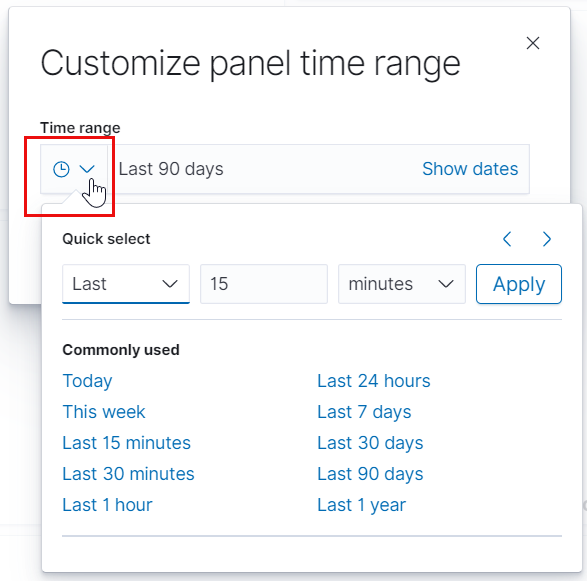 Customize panel time range
Time range
Last 90 days Show dates
Quick select
Last 15 minutes Apply
Commonly used
Today Last 24 hours
This week Last 7 days
Last 15 minutes Last 30 days
Last 30 minutes Last 90 days
Last 1 hour Last 1 year